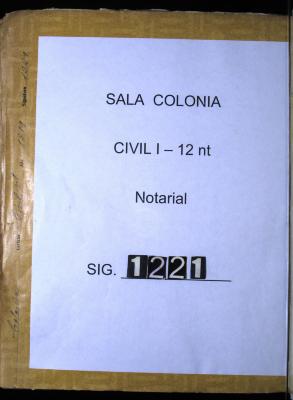 SALA COLONIA
CIVIL I – 12 nt
Notarial
SIG. 1221